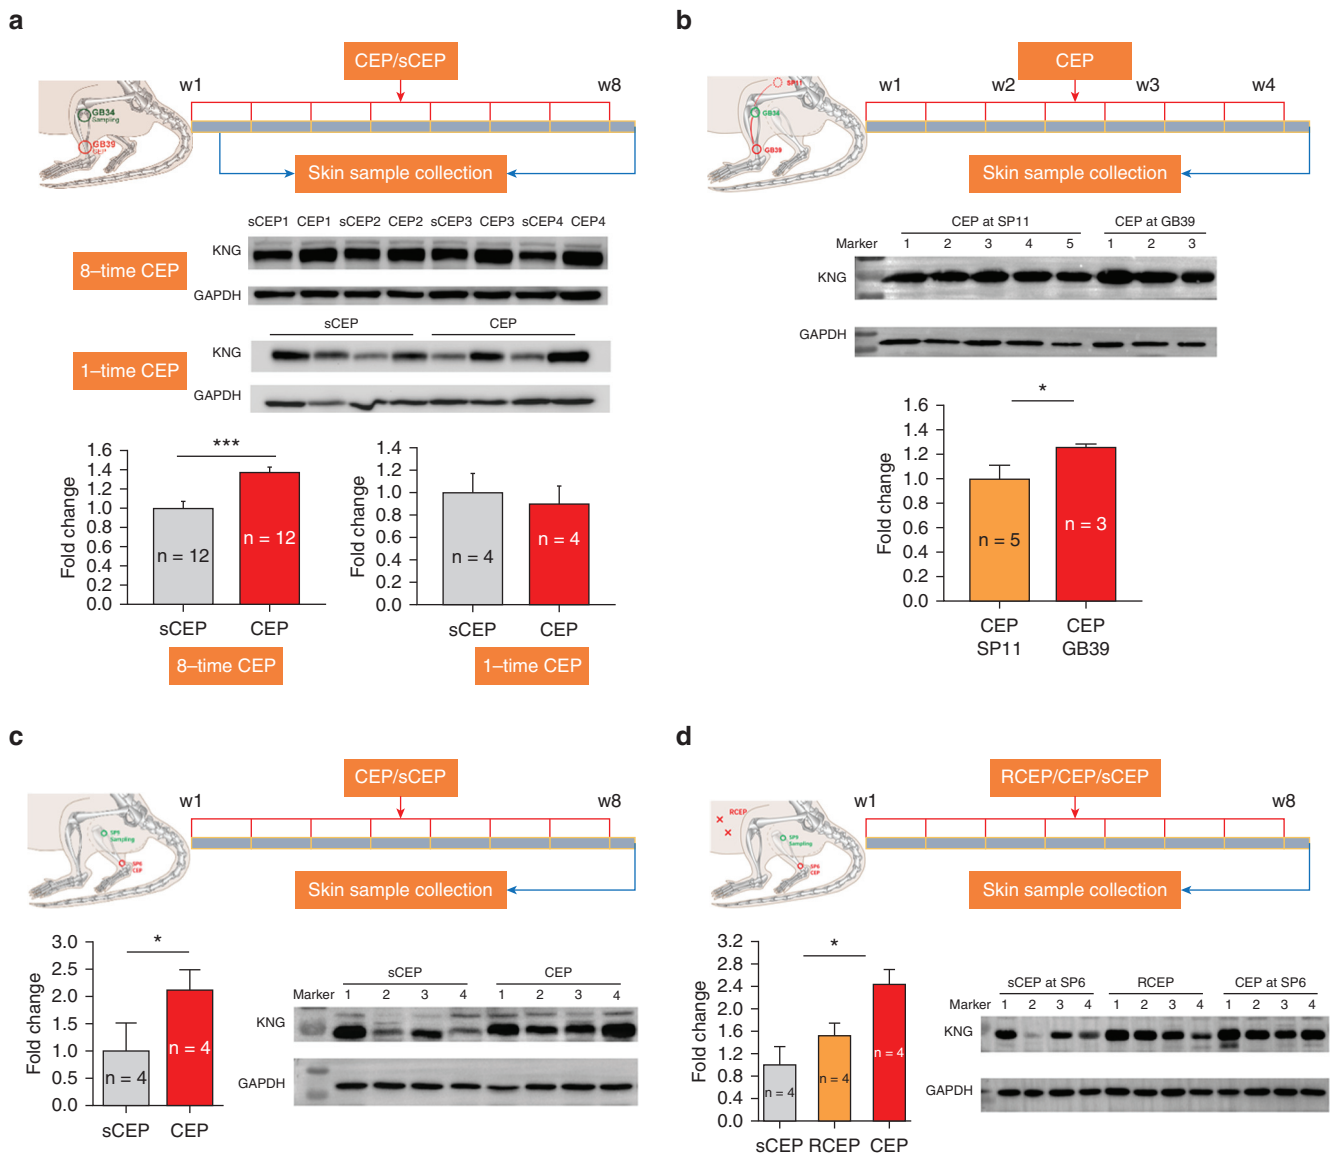 a
CEP/sCEP
w1
w8
GB34
Sampling
GB39
Skin sample collection
sCEP1 CEP1 sCEP2 CEP2 sCEP3 CEP3 sCEP4 CEP4
KNG
8–time CEP
GAPDH
sCEP CEP
KNG
1–time CEP
GAPDH
***
1.6
1.4
1.2
1.0
0.8
0.6
0.4
0.2
0.0
Fold change
n = 12
n = 12
sCEP CEP
8–time CEP
1.4
1.2
1.0
0.8
0.6
0.4
0.2
0.0
Fold change
n = 4
n = 4
sCEP CEP
1–time CEP
b
CEP
w1 w2 w3 w4
SP11
GB39
Skin sample collection
CEP at SP11 CEP at GB39
Marker 1 2 3 4 5 1 2 3
KNG
GAPDH
*
1.6
1.4
1.2
1.0
0.8
0.6
0.4
0.2
0.0
Fold change
n = 5
n = 3
CEP SP11
CEP GB39
c
CEP/sCEP
w1
w8
SP9
Sampling
SP6
CEP
Skin sample collection
*
3.0
2.5
2.0
1.5
1.0
0.5
0.0
Fold change
n = 4
n = 4
sCEP CEP
sCEP CEP
Marker 1 2 3 4 1 2 3 4
KNG
GAPDH
d
RCEP/CEP/sCEP
w1
w8
RCEP
SP9
Sampling
SP6
CEP
Skin sample collection
*
3.2
2.8
2.4
2.0
1.6
1.2
0.8
0.4
0.0
Fold change
n = 4
n = 4
n = 4
sCEP RCEP CEP
sCEP at SP6 RCEP CEP at SP6
Marker 1 2 3 4 1 2 3 4 1 2 3 4
KNG
GAPDH